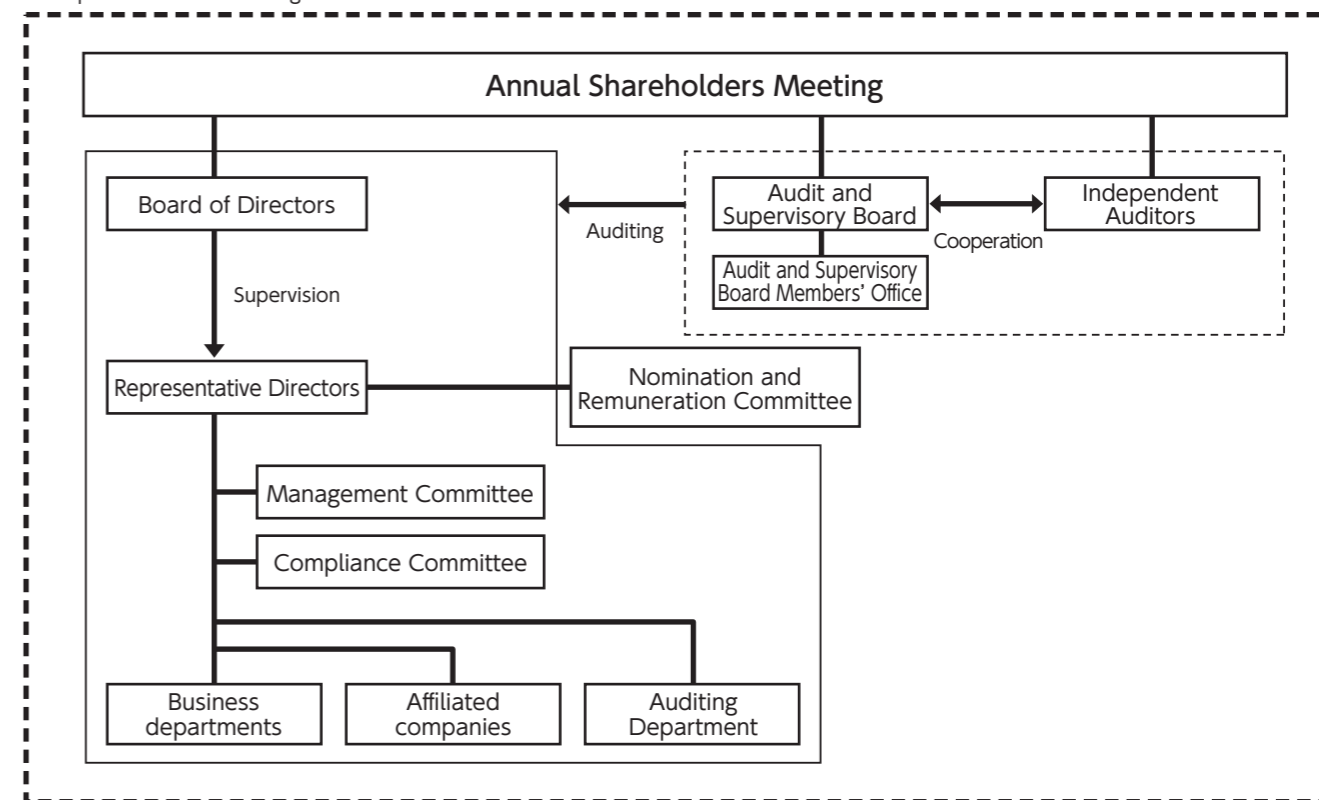 Annual Shareholders Meeting
Board of Directors
Audit and
Supervisory Board
Independent
Auditors
Auditing
Cooperation
Audit and Supervisory
Board Members' Office
Supervision
Representative Directors
Nomination and
Remuneration Committee
Management Committee
Compliance Committee
Business
departments
Affiliated
companies
Auditing
Department